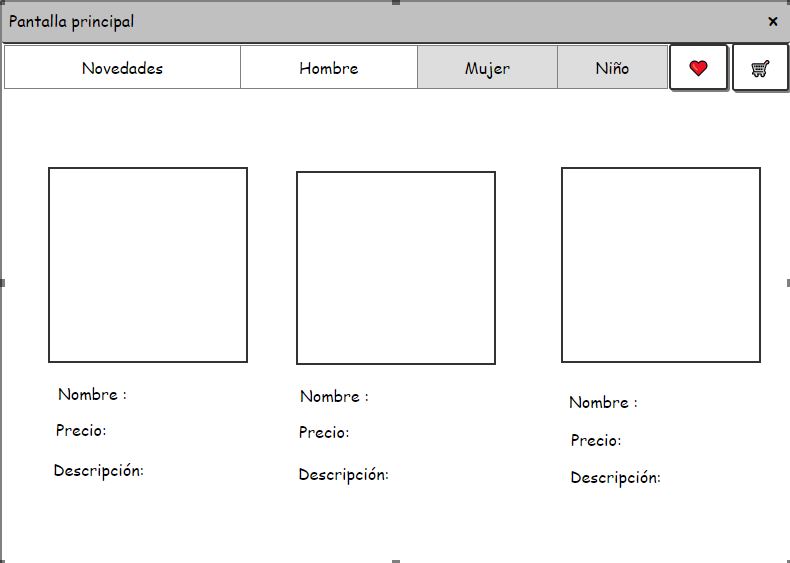 Pantalla principal x
Novedades Hombre Mujer Niño
Nombre : Nombre : Nombre :
Precio: Precio: Precio:
Descripción: Descripción: Descripción: